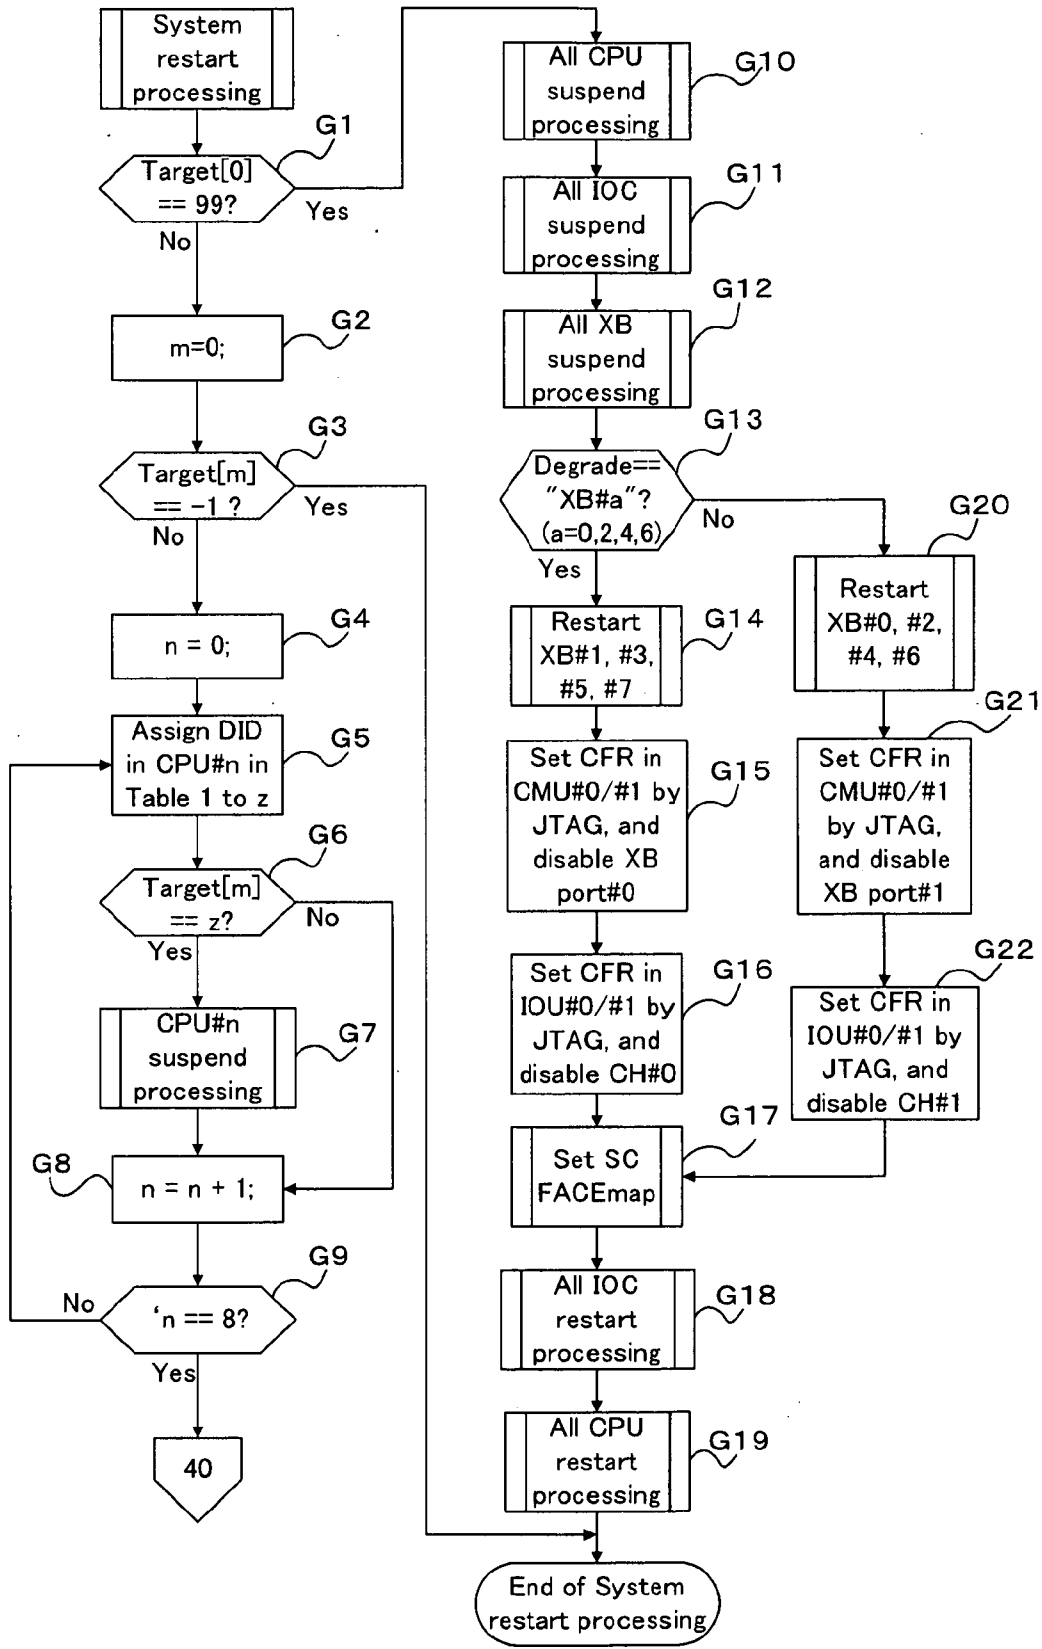 System
restart
processing
G1
Target[0]
== 99?
Yes
No
G2
m=0;
G3
Target[m]
== -1 ?
Yes
No
G4
n = 0;
Assign DID
in CPU#n in
Table 1 to z
G5
G6
Target[m]
== z?
No
Yes
CPU#n
suspend
processing
G7
G8
n = n + 1;
G9
‘n == 8?
No
Yes
40
All CPU
suspend
processing
G10
All IOC
suspend
processing
G11
All XB
suspend
processing
G12
G13
Degrade==
"XB#a"?
(a=0,2,4,6)
No
Yes
Restart
XB#1, #3,
#5, #7
G14
Set CFR in
CMU#0/#1 by
JTAG, and
disable XB
port#0
G15
Set CFR in
IOU#0/#1 by
JTAG, and
disable CH#0
G16
Set SC
FACEmap
G17
All IOC
restart
processing
G18
All CPU
restart
processing
G19
End of System
restart processing
G20
Restart
XB#0, #2,
#4, #6
G21
Set CFR in
CMU#0/#1
by JTAG,
and disable
XB port#1
G22
Set CFR in
IOU#0/#1 by
JTAG, and
disable CH#1